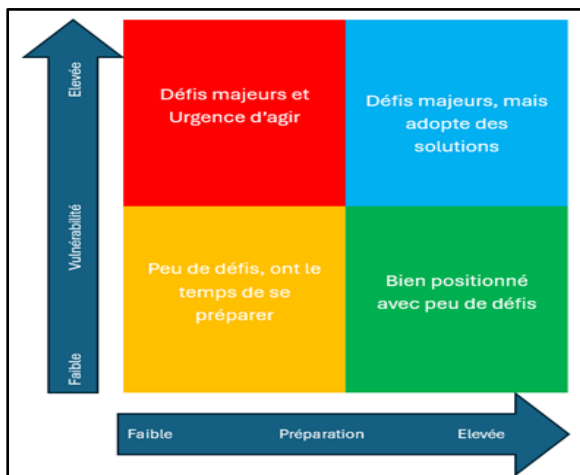 Elevée
Vulnérabilité
Faible
Défis majeurs et
Urgence d'agir
Défis majeurs, mais
adopte des
solutions
Peu de défis, ont le
temps de se
préparer
Bien positionné
avec peu de défis
Faible Préparation Elevée